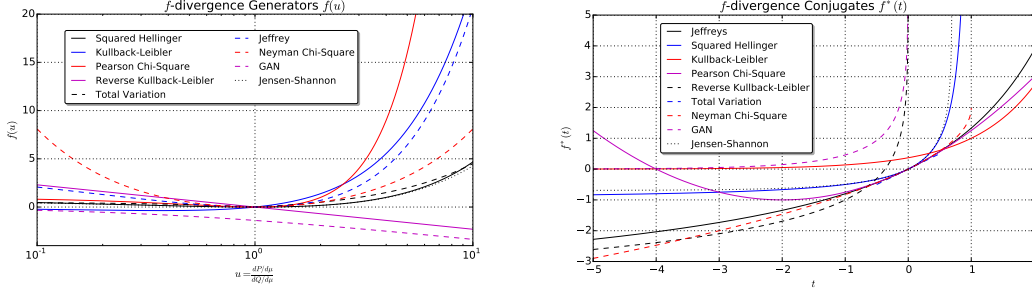 f-divergence Generators f(u)
20
15
10
5
0
f(u)
Squared Hellinger
Kullback-Leibler
Pearson Chi-Square
Reverse Kullback-Leibler
Total Variation
Jeffrey
Neyman Chi-Square
GAN
Jensen-Shannon
10^-1
10^0
10^1
u = dP/dμ / dQ/dμ
f-divergence Conjugates f*(t)
5
4
3
2
1
0
−1
−2
−3
f*(t)
Jeffreys
Squared Hellinger
Kullback-Leibler
Pearson Chi-Square
Reverse Kullback-Leibler
Total Variation
Neyman Chi-Square
GAN
Jensen-Shannon
−5
−4
−3
−2
−1
0
1
t